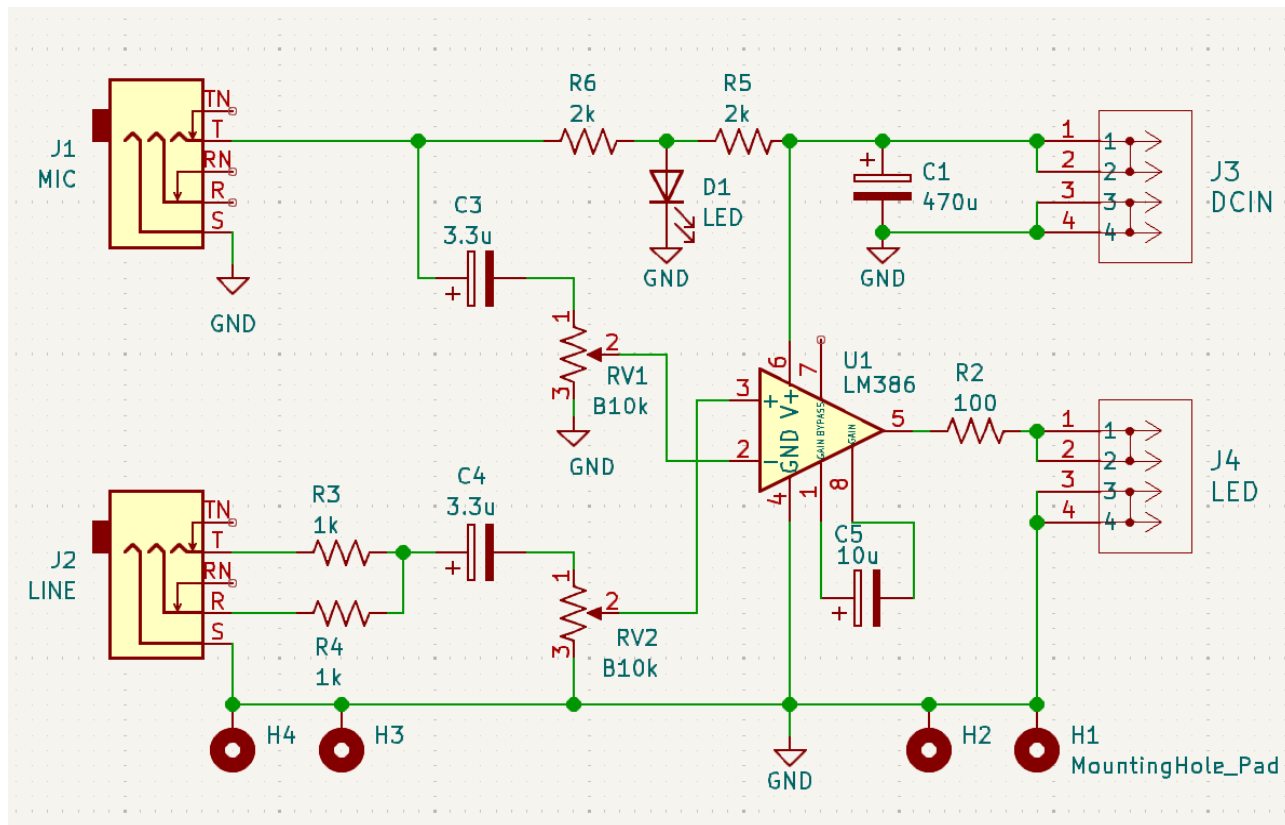 J1
MIC
TN
T
RN
R
S
GND
R6
2k
R5
2k
D1
LED
GND
C3
3.3u
+
C1
470u
+
GND
1
2
3
4
1
2
3
4
J3
DCIN
1
2
3
RV1
B10k
GND
3
2
+
−
6
7
V+
GND
GAIN
BYPASS
GAIN
4
1
8
5
U1
LM386
R2
100
1
2
3
4
1
2
3
4
J4
LED
C5
10u
+
J2
LINE
TN
T
RN
R
S
R3
1k
R4
1k
C4
3.3u
+
1
2
3
RV2
B10k
H4
H3
GND
H2
H1
MountingHole_Pad